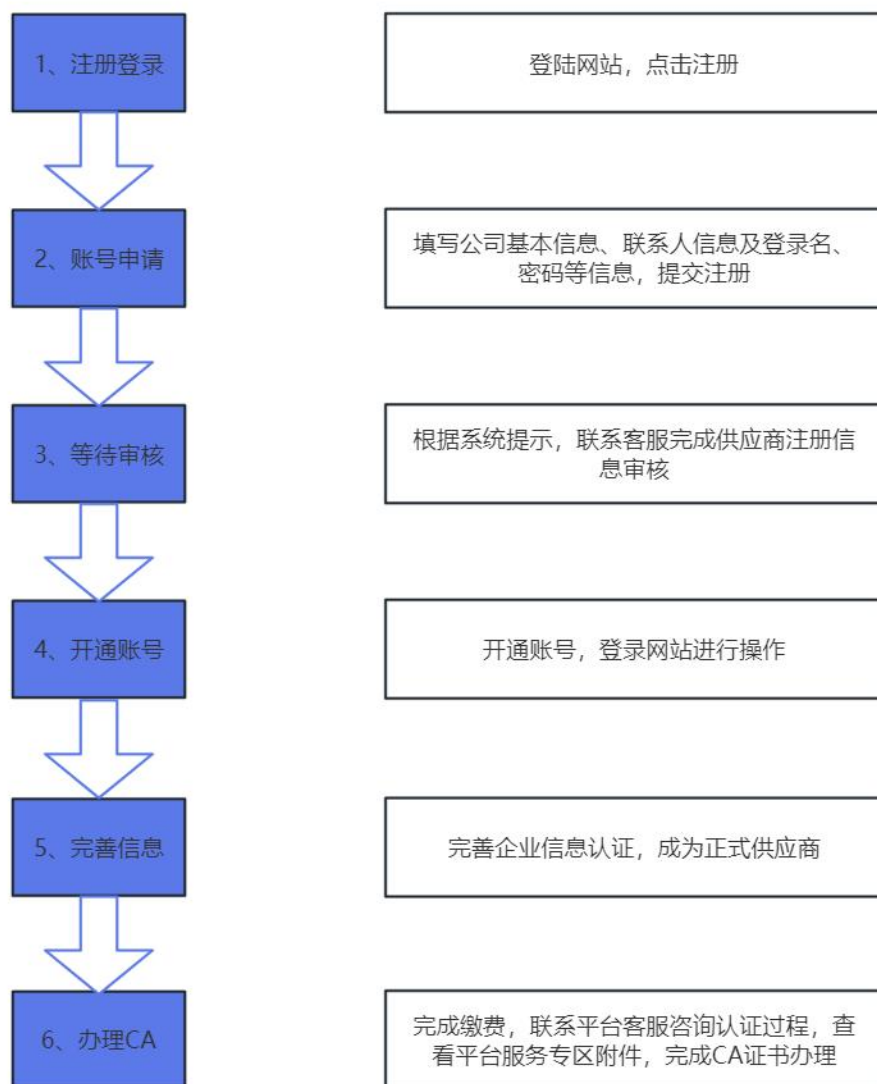 1、注册登录
登陆网站，点击注册
2、账号申请
填写公司基本信息、联系人信息及登录名、
密码等信息，提交注册
3、等待审核
根据系统提示，联系客服完成供应商注册信
息审核
4、开通账号
开通账号，登录网站进行操作
5、完善信息
完善企业信息认证，成为正式供应商
6、办理CA
完成缴费，联系平台客服咨询认证过程，查
看平台服务专区附件，完成CA证书办理